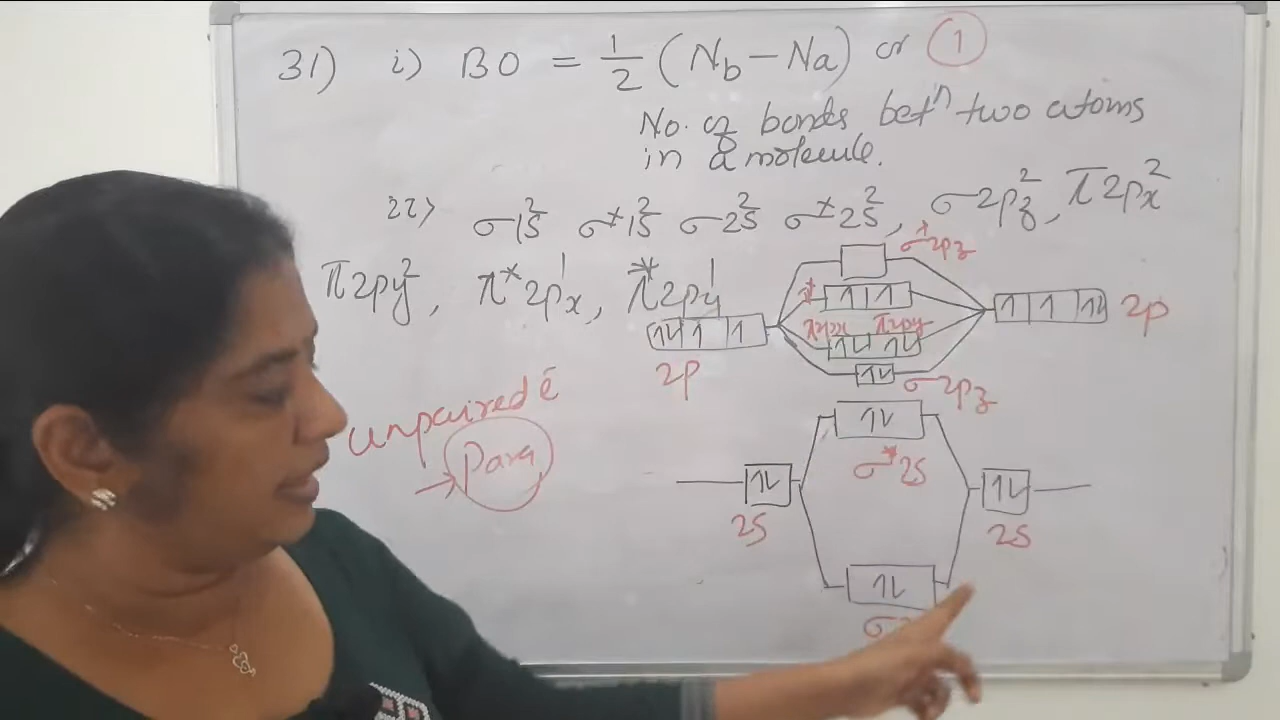 31) i) BO = 1/2 (Nb - Na) or 1
No. of bonds betn two atoms
in a molecule.
ii) σ1s² σ*1s² σ2s² σ*2s², σ2pz², π2px²
π2py², π*2px¹, π*2py¹
σ*2pz
π2px π2py
2p
2p
σ2pz
unpaired ē
→ Para
σ*2s
2s
2s